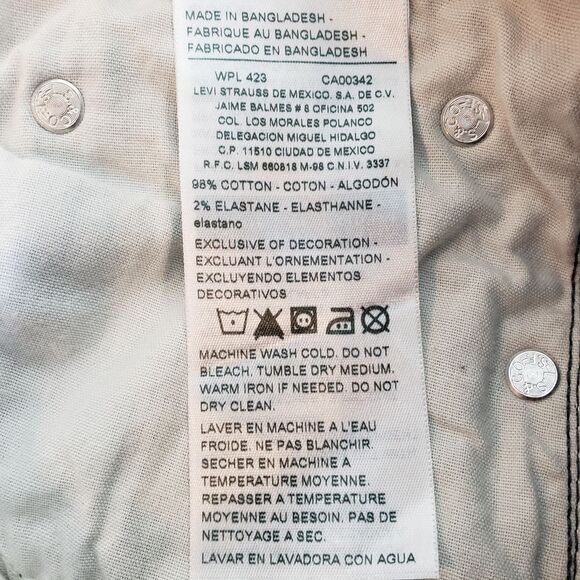 MADE IN BANGLADESH -
FABRIQUE AU BANGLADESH -
FABRICADO EN BANGLADESH
WPL 423 CA00342
LEVI STRAUSS DE MEXICO. S.A. DE C.V.
JAIME BALMES # 8 OFICINA 502
COL. LOS MORALES POLANCO
DELEGACION MIGUEL HIDALGO
C.P. 11510 CIUDAD DE MEXICO
R.F.C. LSM 660818 M-98 C.N.I.V. 3337
98% COTTON - COTON - ALGODÓN
2% ELASTANE - ELASTHANNE -
elastano
EXCLUSIVE OF DECORATION -
EXCLUANT L'ORNEMENTATION -
EXCLUYENDO ELEMENTOS
DECORATIVOS
MACHINE WASH COLD. DO NOT
BLEACH. TUMBLE DRY MEDIUM.
WARM IRON IF NEEDED. DO NOT
DRY CLEAN.
LAVER EN MACHINE A L'EAU
FROIDE. NE PAS BLANCHIR.
SECHER EN MACHINE A
TEMPERATURE MOYENNE.
REPASSER A TEMPERATURE
MOYENNE AU BESOIN. PAS DE
NETTOYAGE A SEC.
LAVAR EN LAVADORA CON AGUA